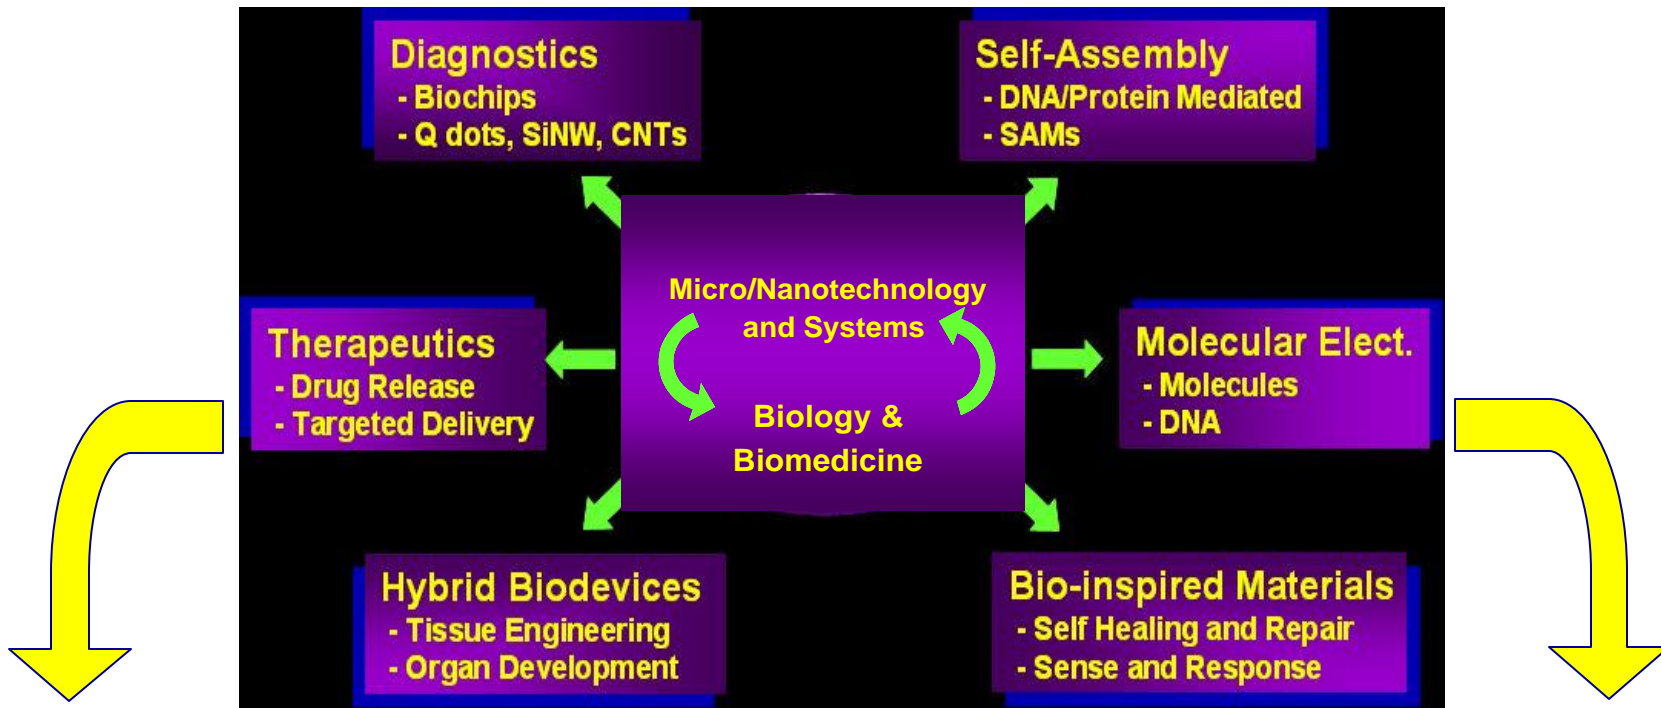 Diagnostics
- Biochips
- Q dots, SiNW, CNTs
Self-Assembly
- DNA/Protein Mediated
- SAMs
Micro/Nanotechnology
and Systems
Biology &
Biomedicine
Therapeutics
- Drug Release
- Targeted Delivery
Molecular Elect.
- Molecules
- DNA
Hybrid Biodevices
- Tissue Engineering
- Organ Development
Bio-inspired Materials
- Self Healing and Repair
- Sense and Response